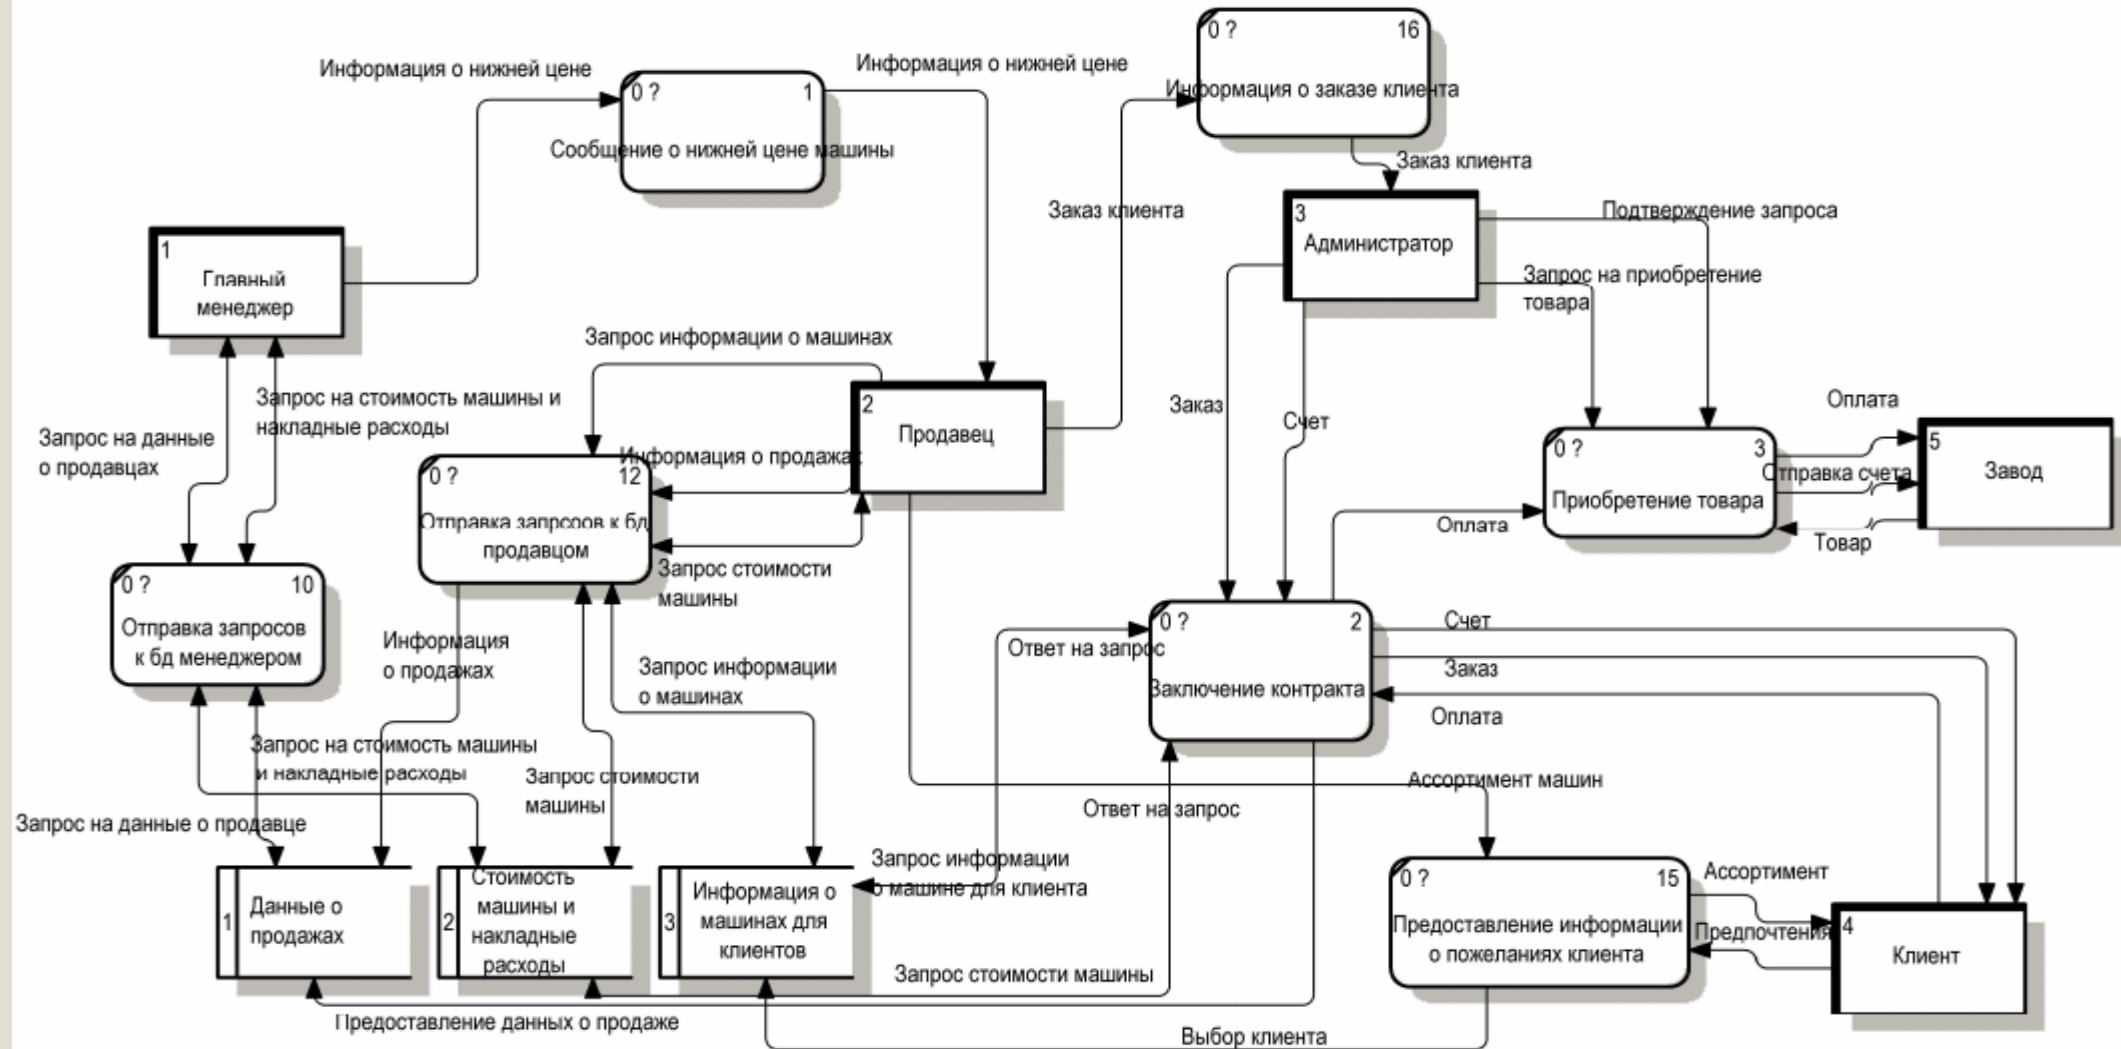 0 ? 16
Информация о заказе клиента
Информация о нижней цене
Информация о нижней цене
0 ? 1
Сообщение о нижней цене машины
Заказ клиента
Заказ клиента
3
Администратор
Подтверждение запроса
Запрос на приобретение
товара
1
Главный
менеджер
Запрос информации о машинах
2
Продавец
Заказ
Счет
Запрос на стоимость машины и
накладные расходы
Запрос на данные
о продавцах
Информация о продажах
0 ? 12
Отправка запрсоов к бд
продавцом
Запрос стоимости
машины
0 ? 3
Приобретение товара
Оплата
Отправка счета
Товар
5
Завод
Оплата
0 ? 10
Отправка запросов
к бд менеджером
Информация
о продажах
Запрос информации
о машинах
Ответ на запрос
0 ? 2
Заключение контракта
Счет
Заказ
Оплата
Запрос на стоимость машины
и накладные расходы
Запрос стоимости
машины
Ответ на запрос
Ассортимент машин
Запрос на данные о продавце
1
Данные о
продажах
2
Стоимость
машины и
накладные
расходы
3
Информация о
машинах для
клиентов
Запрос информации
о машине для клиента
0 ? 15
Предоставление информации
о пожеланиях клиента
Ассортимент
Предпочтения
4
Клиент
Запрос стоимости машины
Предоставление данных о продаже
Выбор клиента